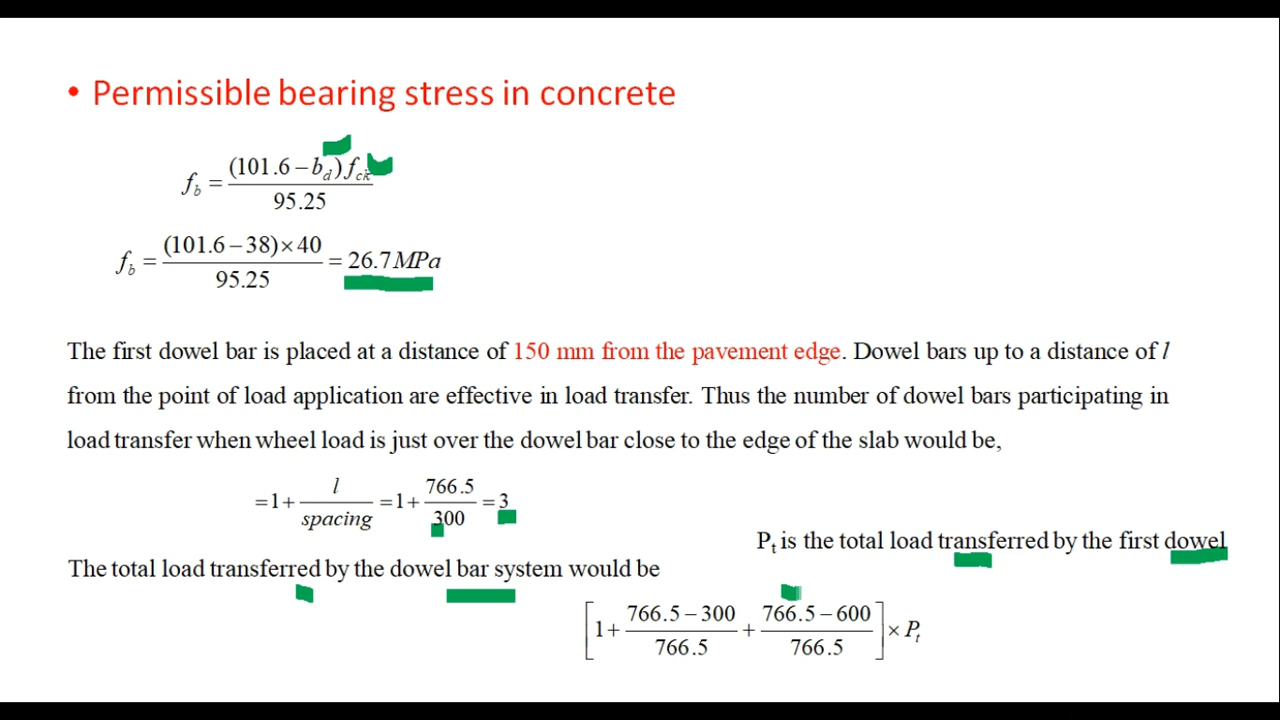 • Permissible bearing stress in concrete
f_b = (101.6 – b_d) f_ck / 95.25
f_b = (101.6 – 38) × 40 / 95.25 = 26.7 MPa
The first dowel bar is placed at a distance of 150 mm from the pavement edge. Dowel bars up to a distance of l
from the point of load application are effective in load transfer. Thus the number of dowel bars participating in
load transfer when wheel load is just over the dowel bar close to the edge of the slab would be,
= 1 + l / spacing = 1 + 766.5 / 300 = 3
P_t is the total load transferred by the first dowel
The total load transferred by the dowel bar system would be
[1 + (766.5 – 300) / 766.5 + (766.5 – 600) / 766.5] × P_t